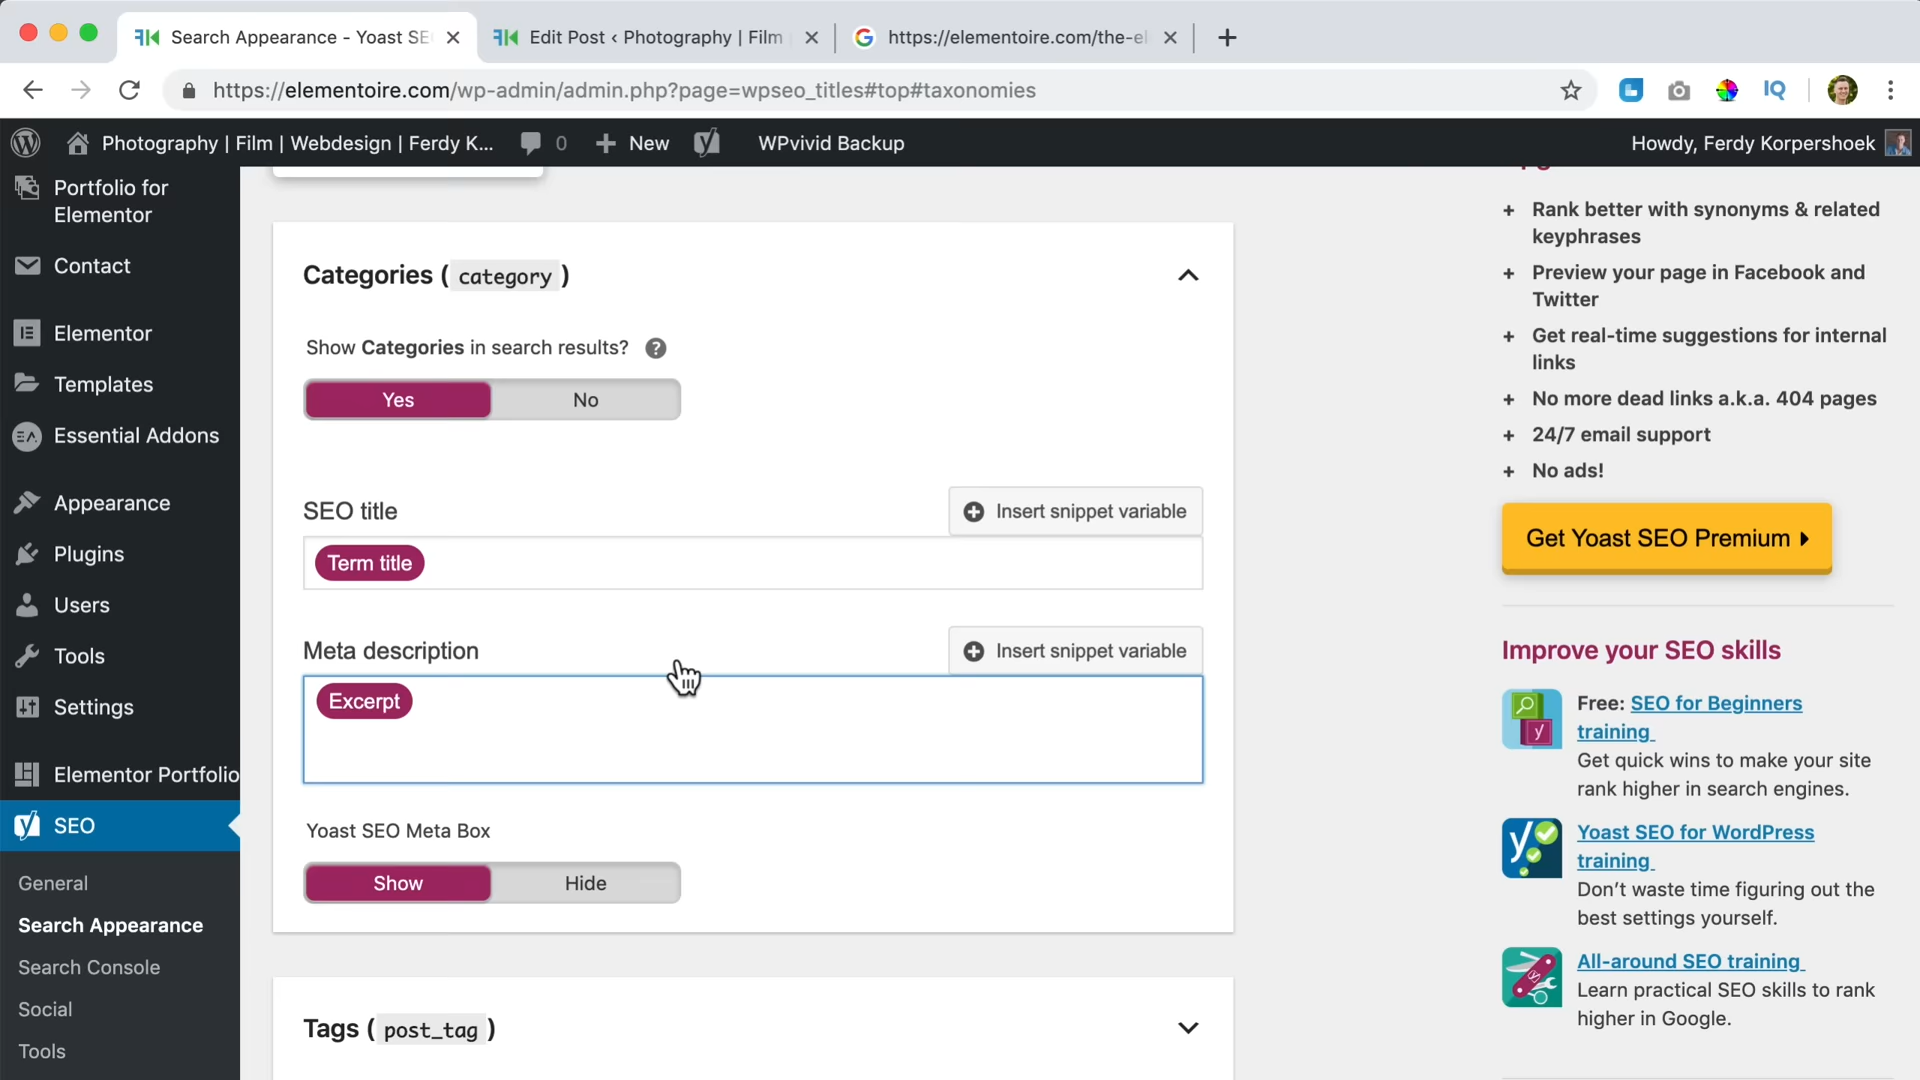 Search Appearance - Yoast SE
Edit Post ‹ Photography | Film
https://elementoire.com/the-el
https://elementoire.com/wp-admin/admin.php?page=wpseo_titles#top#taxonomies
IQ
Photography | Film | Webdesign | Ferdy K...
0
New
WPvivid Backup
Howdy, Ferdy Korpershoek
Portfolio for
Elementor
Contact
Elementor
Templates
Essential Addons
Appearance
Plugins
Users
Tools
Settings
Elementor Portfolio
SEO
General
Search Appearance
Search Console
Social
Tools
Categories ( category )
Show Categories in search results? ?
Yes
No
SEO title
Insert snippet variable
Term title
Meta description
Insert snippet variable
Excerpt
Yoast SEO Meta Box
Show
Hide
Tags ( post_tag )
+ Rank better with synonyms & related
keyphrases
+ Preview your page in Facebook and
Twitter
+ Get real-time suggestions for internal
links
+ No more dead links a.k.a. 404 pages
+ 24/7 email support
+ No ads!
Get Yoast SEO Premium
Improve your SEO skills
Free: SEO for Beginners
training
Get quick wins to make your site
rank higher in search engines.
Yoast SEO for WordPress
training
Don't waste time figuring out the
best settings yourself.
All-around SEO training
Learn practical SEO skills to rank
higher in Google.